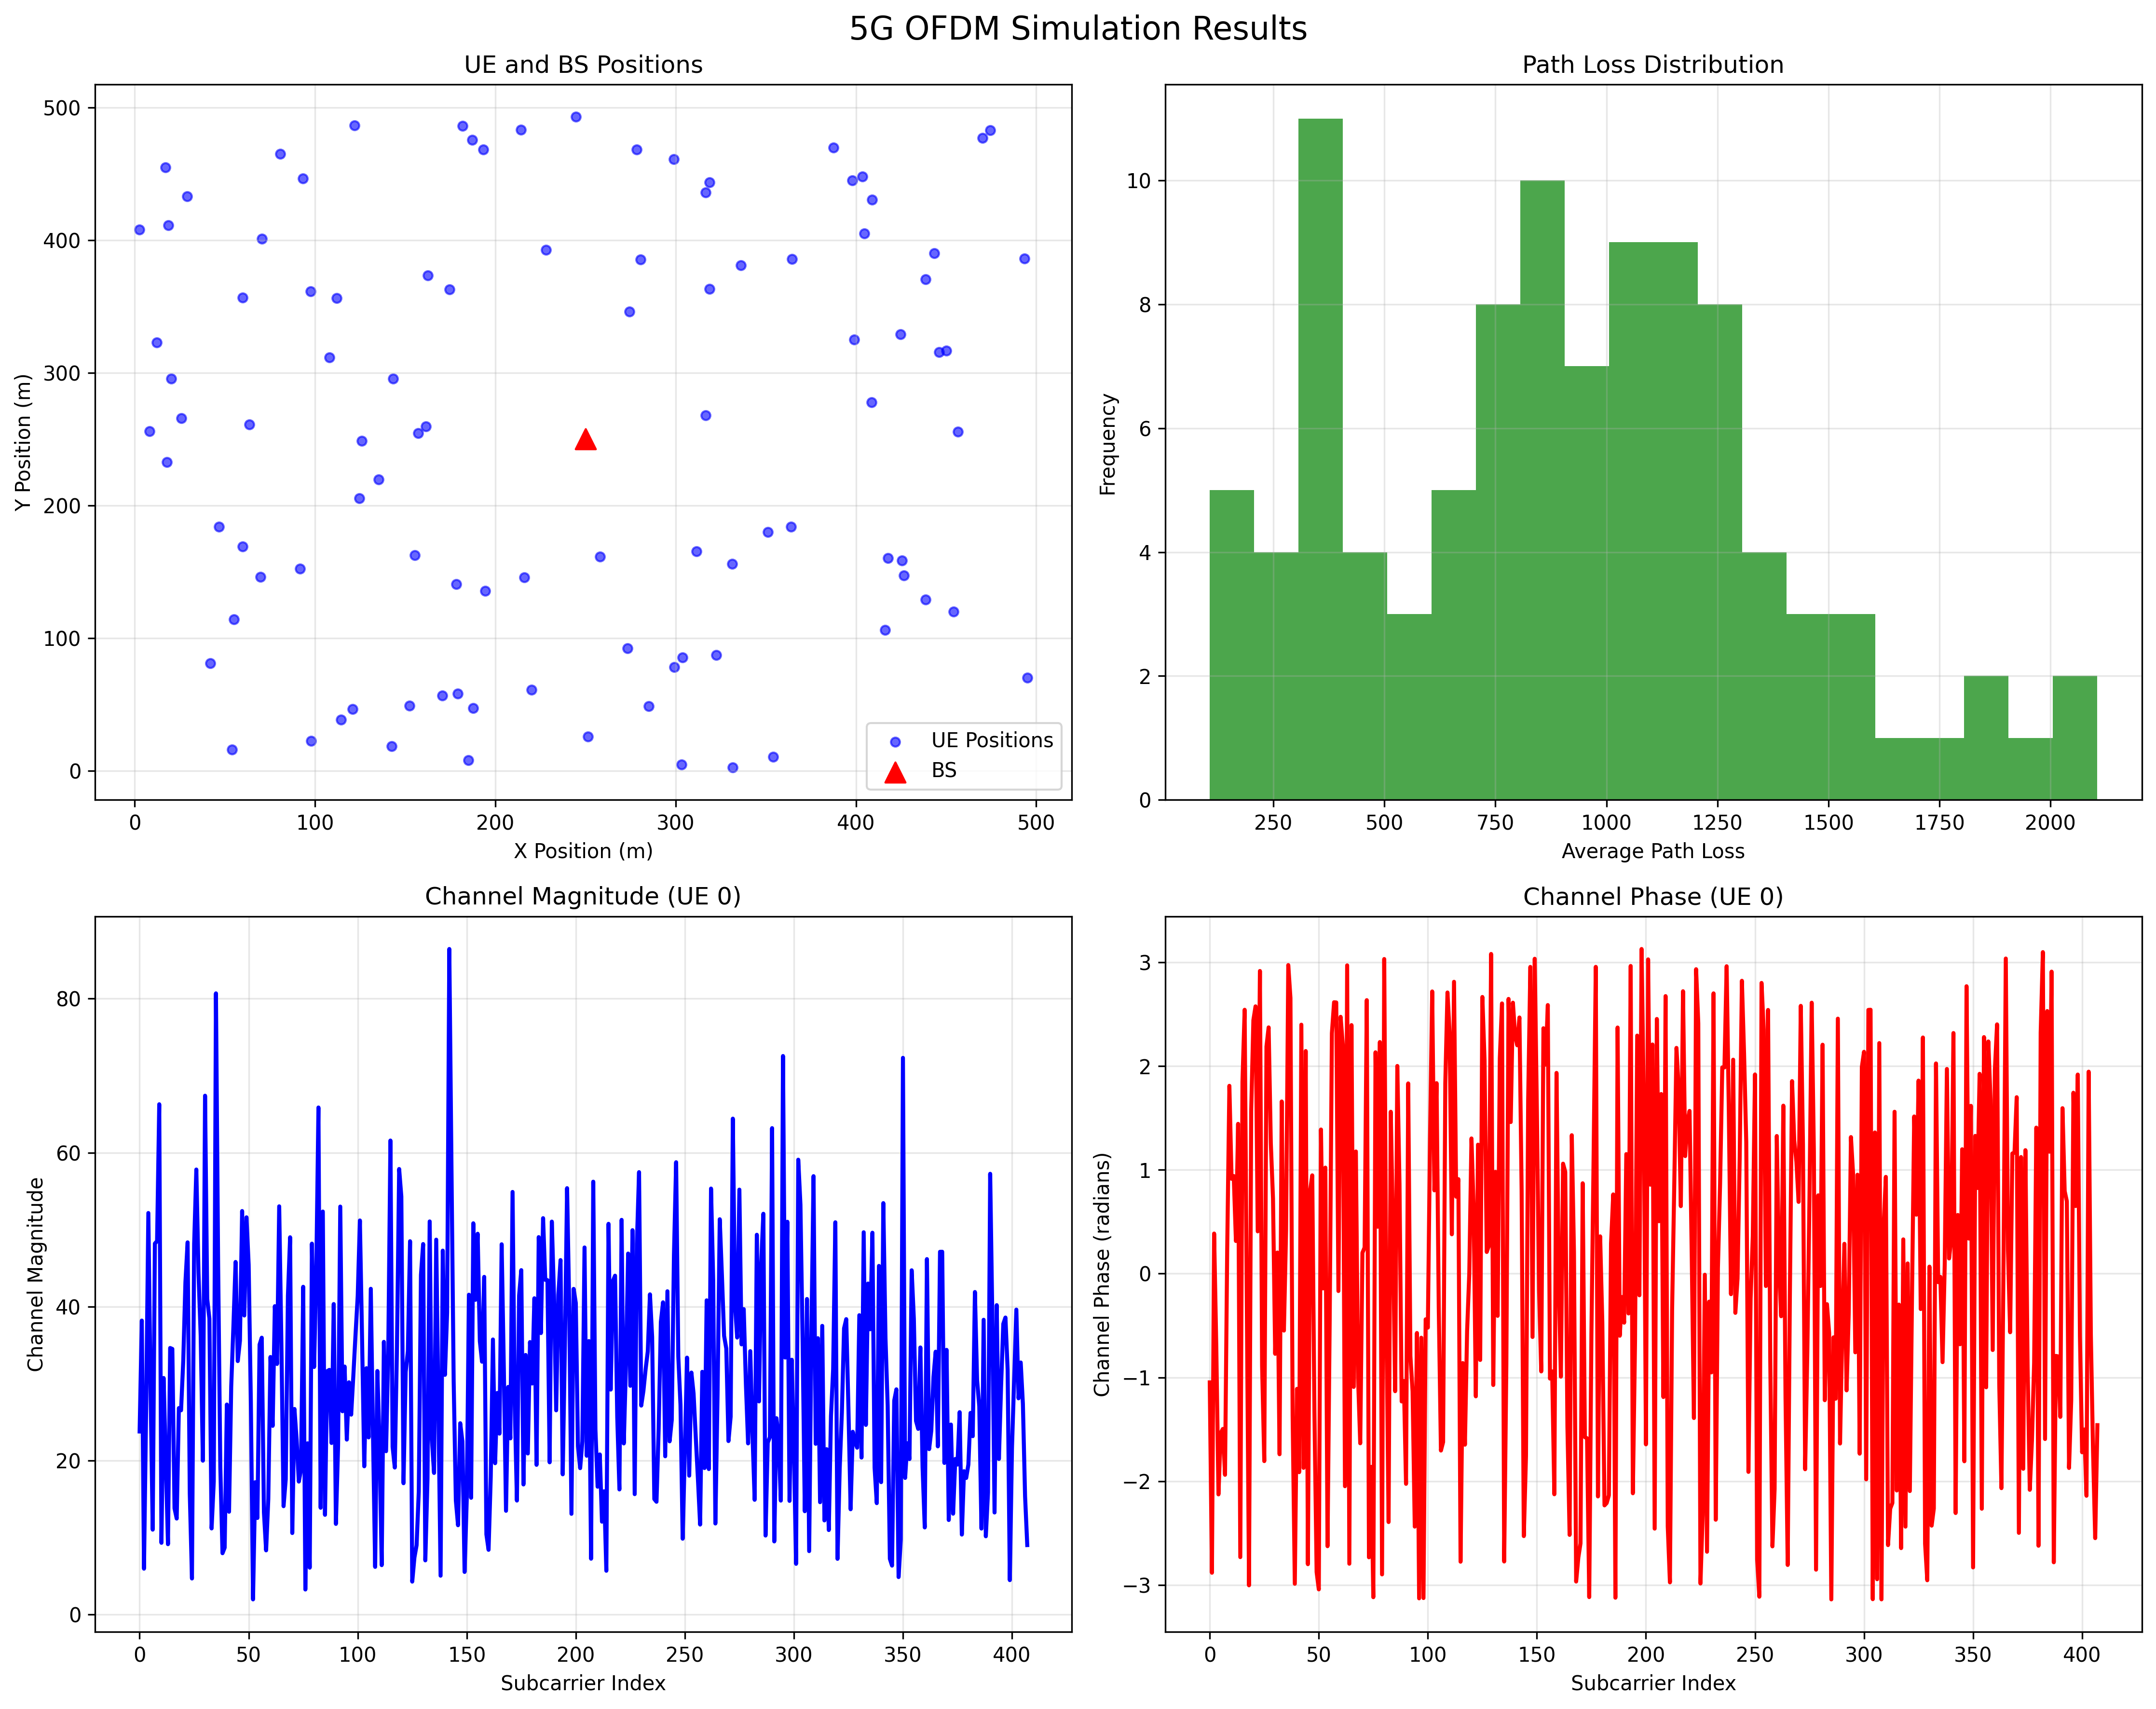 5G OFDM Simulation Results
UE and BS Positions
500
400
300
200
100
0
Y Position (m)
0 100 200 300 400 500
X Position (m)
UE Positions
BS
Path Loss Distribution
10
8
6
4
2
0
Frequency
250 500 750 1000 1250 1500 1750 2000
Average Path Loss
Channel Magnitude (UE 0)
80
60
40
20
0
Channel Magnitude
0 50 100 150 200 250 300 350 400
Subcarrier Index
Channel Phase (UE 0)
3
2
1
0
−1
−2
−3
Channel Phase (radians)
0 50 100 150 200 250 300 350 400
Subcarrier Index